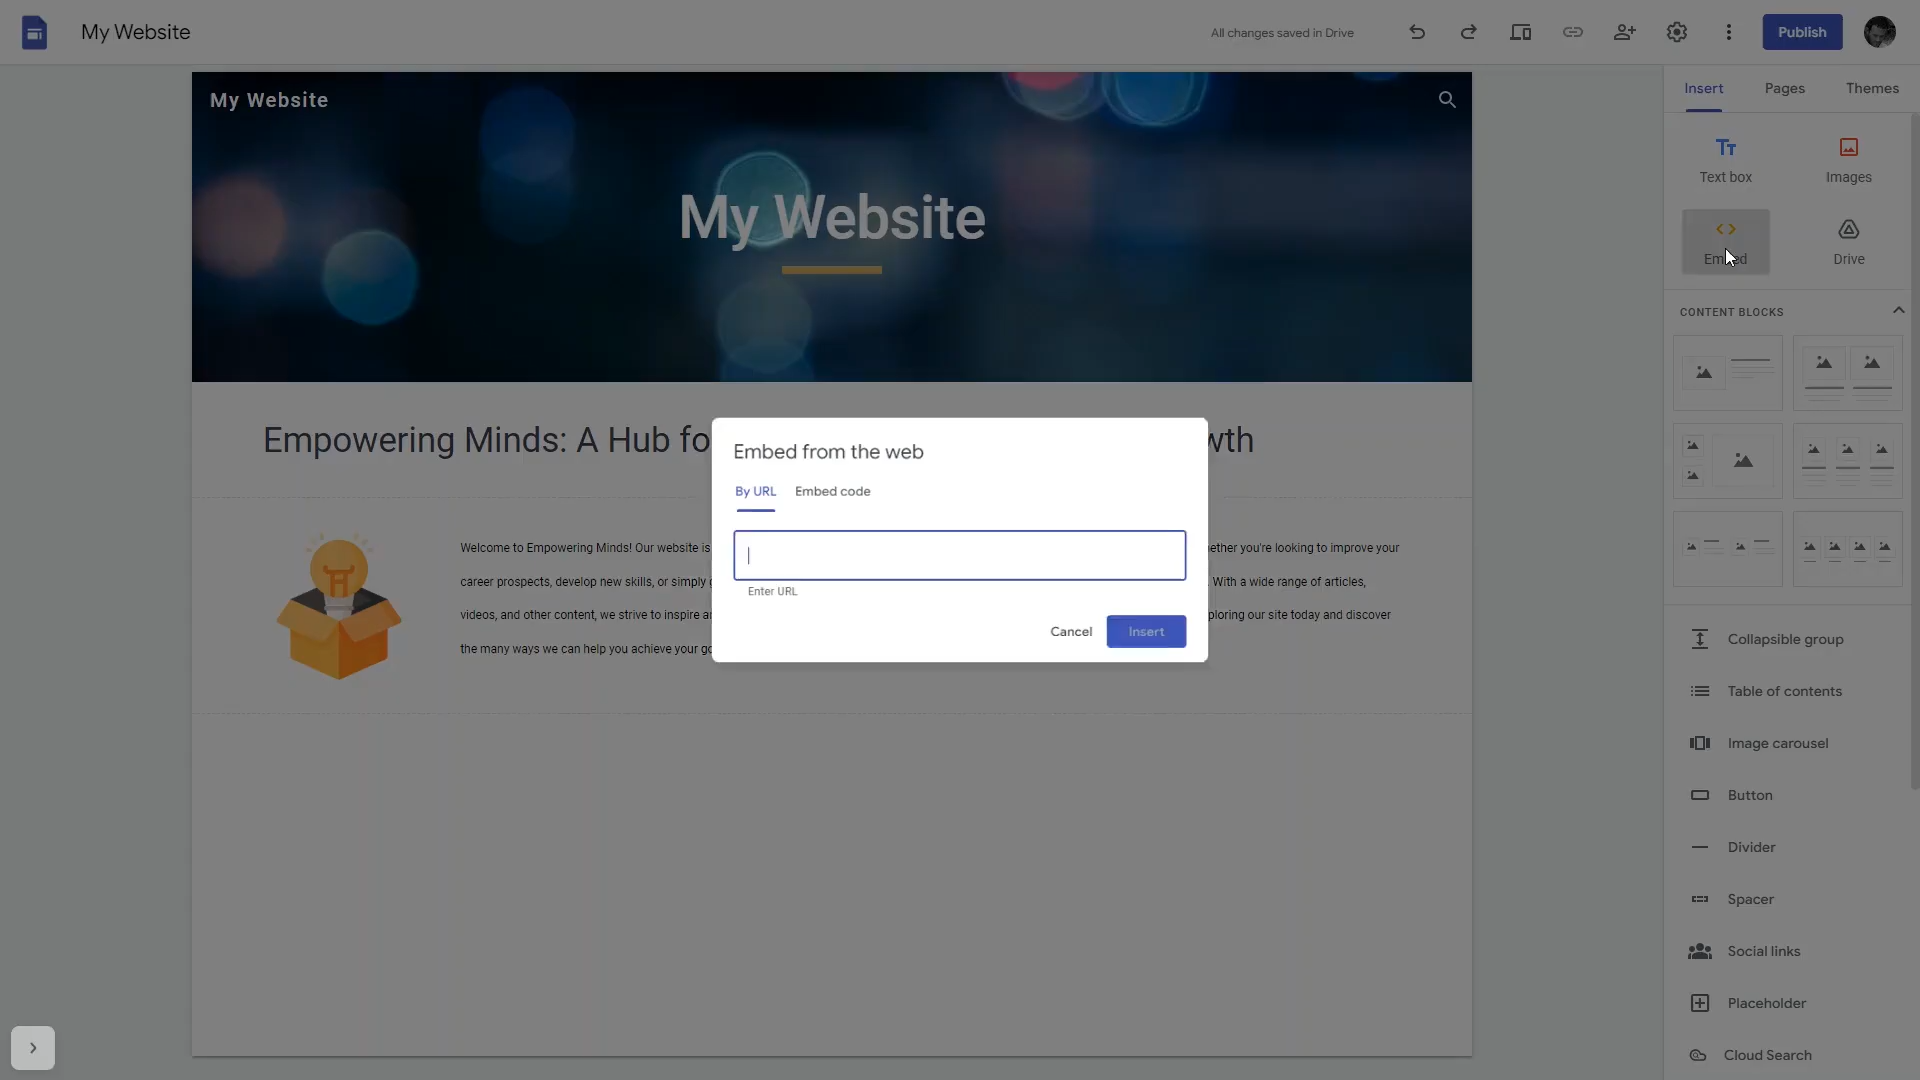 My Website
All changes saved in Drive
Publish
Insert
Pages
Themes
My Website
My Website
Text box
Images
Embed
Drive
CONTENT BLOCKS
Empowering Minds: A Hub fo
wth
Embed from the web
By URL
Embed code
Enter URL
Cancel
Insert
Welcome to Empowering Minds! Our website is
ether you're looking to improve your
career prospects, develop new skills, or simply
With a wide range of articles,
videos, and other content, we strive to inspire
ploring our site today and discover
the many ways we can help you achieve your
Collapsible group
Table of contents
Image carousel
Button
Divider
Spacer
Social links
Placeholder
Cloud Search